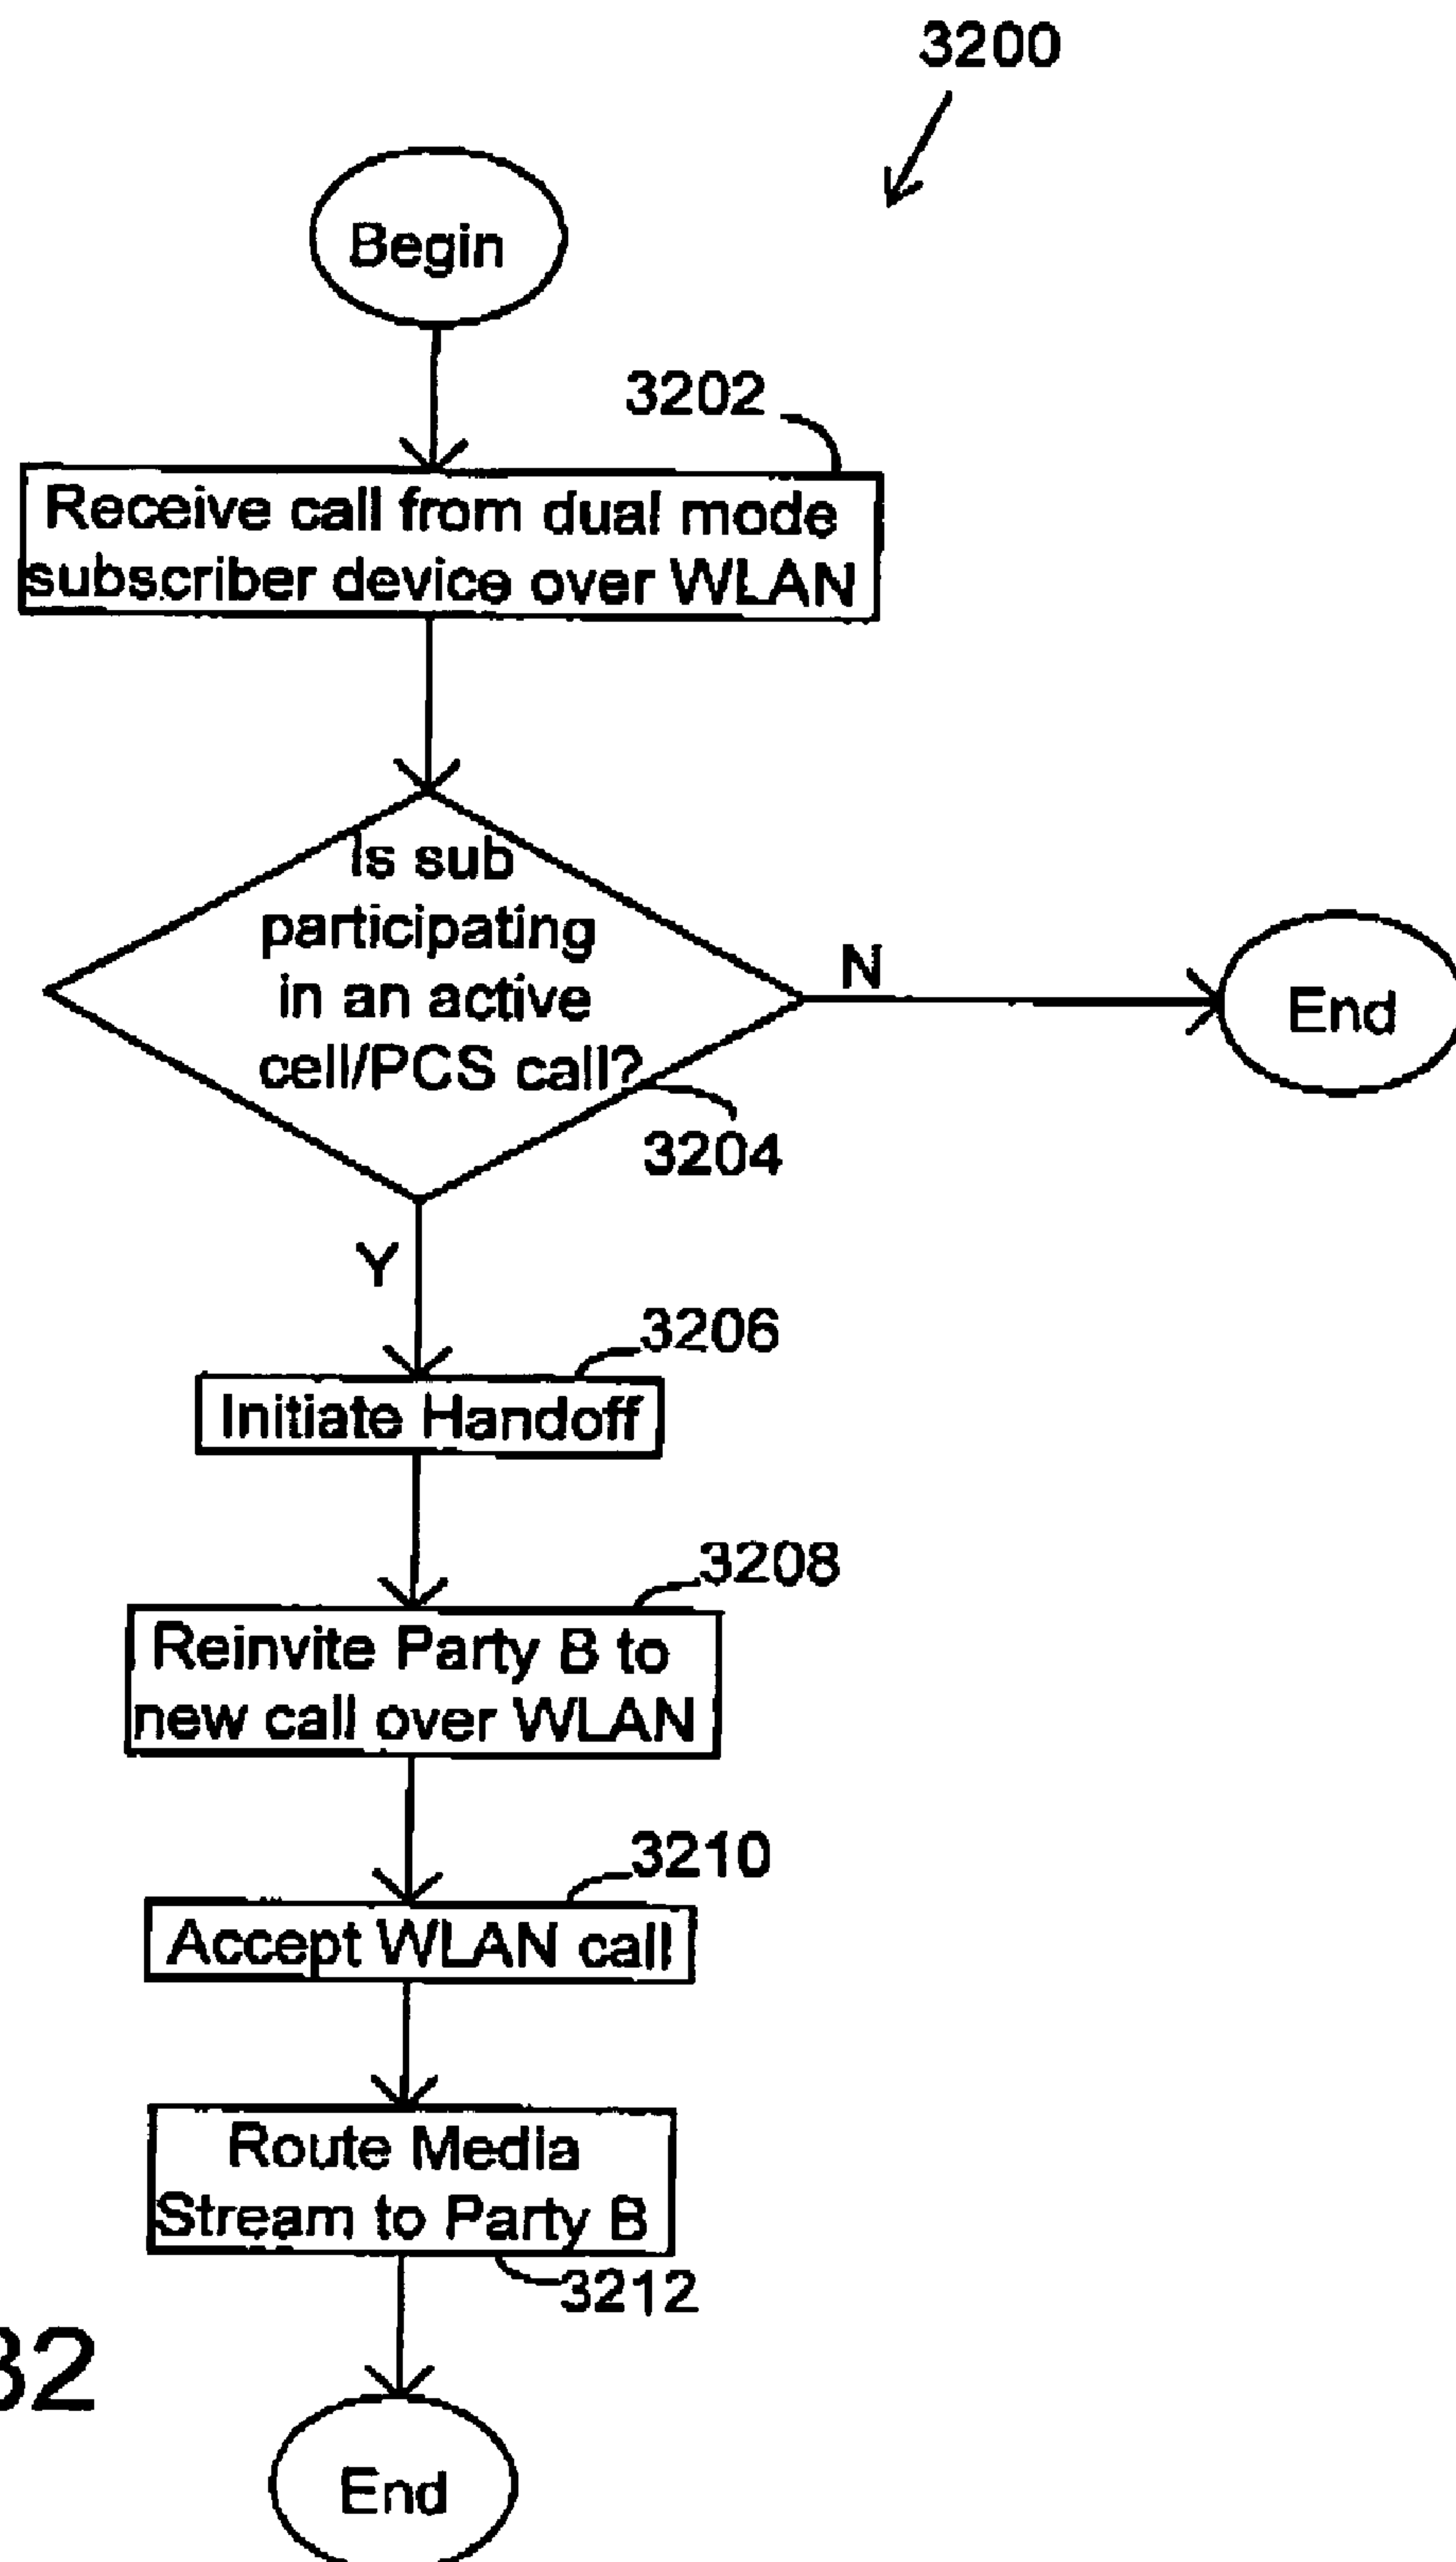 3200
Begin
3202
Receive call from dual mode
subscriber device over WLAN
Is sub
participating
in an active
cell/PCS call?
N
End
3204
Y
3206
Initiate Handoff
3208
Reinvite Party B to
new call over WLAN
3210
Accept WLAN call
Route Media
Stream to Party B
3212
32
End